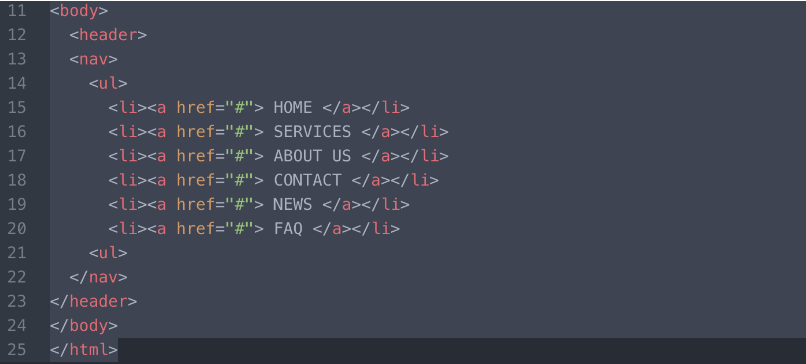 11 <body>
12   <header>
13   <nav>
14     <ul>
15       <li><a href="#"> HOME </a></li>
16       <li><a href="#"> SERVICES </a></li>
17       <li><a href="#"> ABOUT US </a></li>
18       <li><a href="#"> CONTACT </a></li>
19       <li><a href="#"> NEWS </a></li>
20       <li><a href="#"> FAQ </a></li>
21     <ul>
22   </nav>
23 </header>
24 </body>
25 </html>